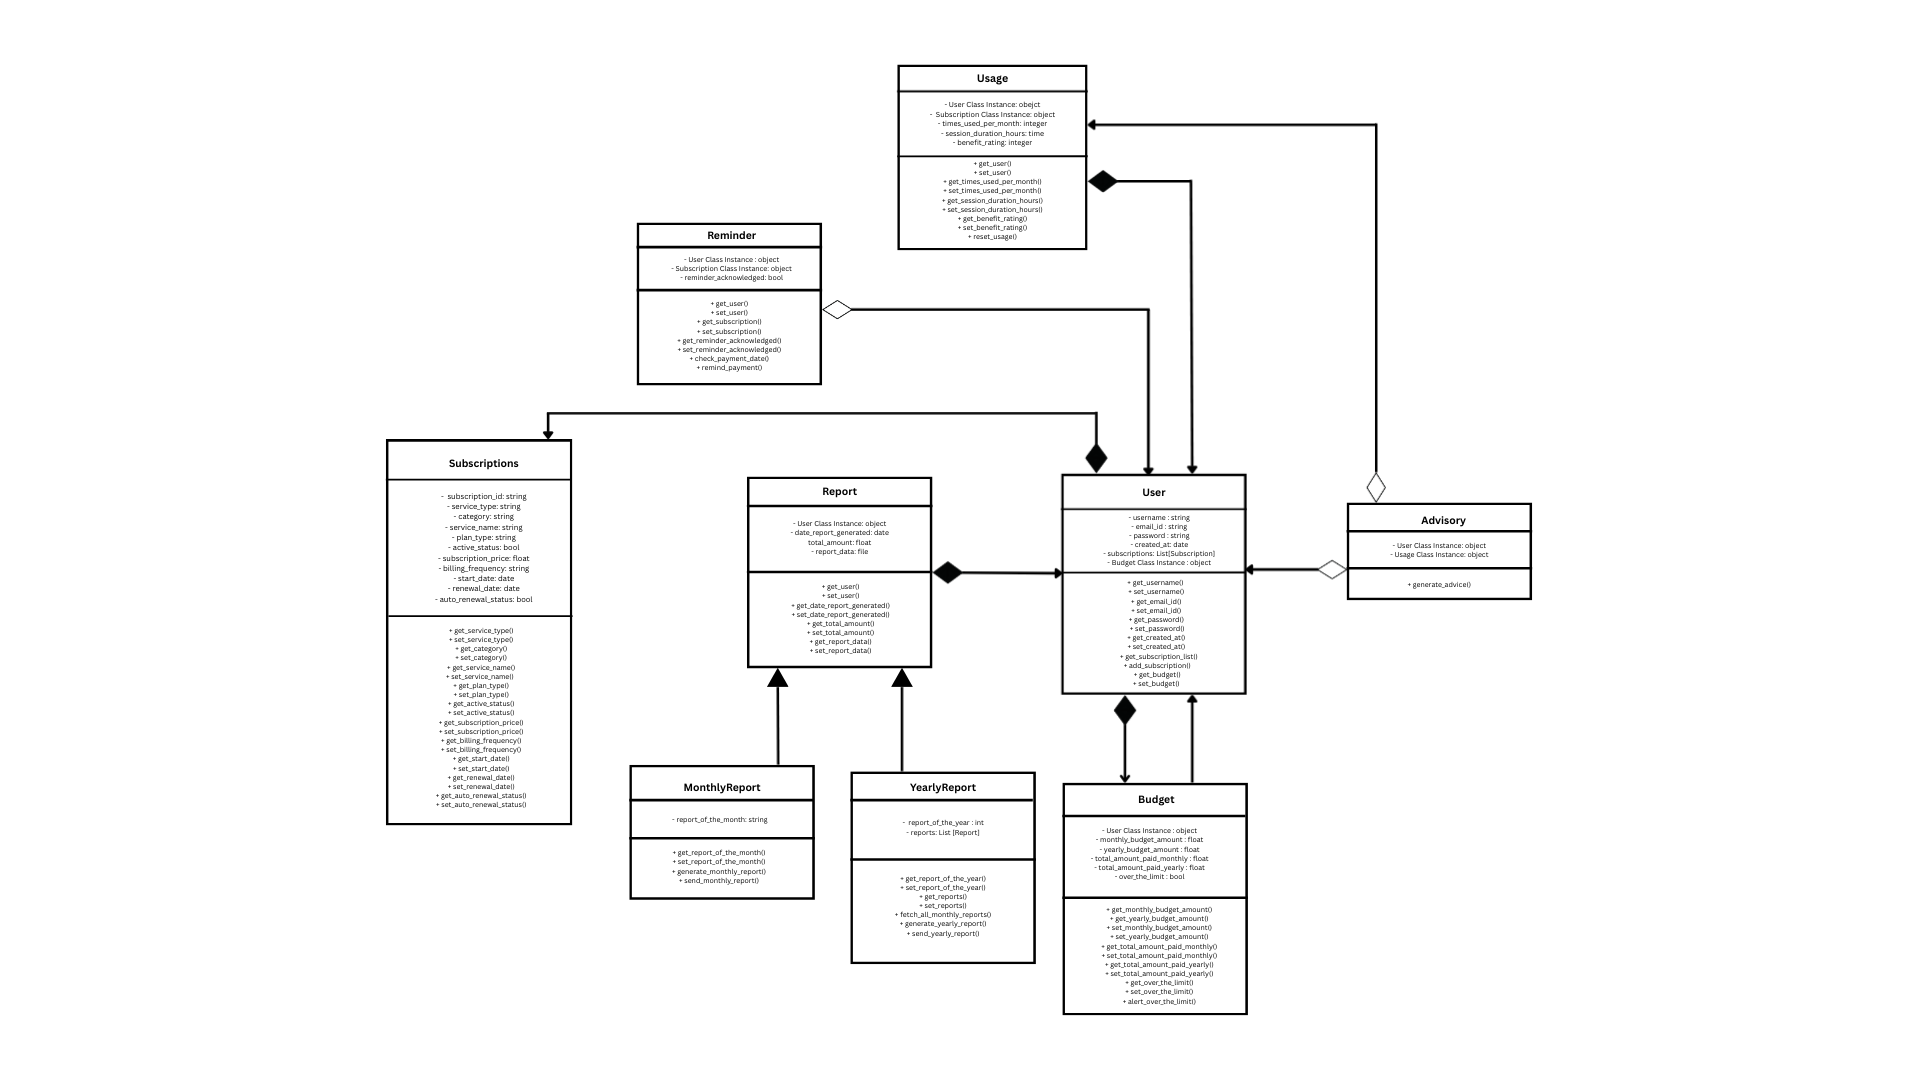 Usage
- User Class Instance: obejct
- Subscription Class Instance: object
- times_used_per_month: integer
- session_duration_hours: time
- benefit_rating: integer
+ get_user()
+ set_user()
+ get_times_used_per_month()
+ set_times_used_per_month()
+ get_session_duration_hours()
+ set_session_duration_hours()
+ get_benefit_rating()
+ set_benefit_rating()
+ reset_usage()
Reminder
- User Class Instance : object
- Subscription Class Instance: object
- reminder_acknowledged: bool
+ get_user()
+ set_user()
+ get_subscription()
+ set_subscription()
+ get_reminder_acknowledged()
+ set_reminder_acknowledged()
+ check_payment_date()
+ remind_payment()
Subscriptions
- subscription_id: string
- service_type: string
- category: string
- service_name: string
- plan_type: string
- active_status: bool
- subscription_price: float
- billing_frequency: string
- start_date: date
- renewal_date: date
- auto_renewal_status: bool
+ get_service_type()
+ set_service_type()
+ get_category()
+ set_category()
+ get_service_name()
+ set_service_name()
+ get_plan_type()
+ set_plan_type()
+ get_active_status()
+ set_active_status()
+ get_subscription_price()
+ set_subscription_price()
+ get_billing_frequency()
+ set_billing_frequency()
+ get_start_date()
+ set_start_date()
+ get_renewal_date()
+ set_renewal_date()
+ get_auto_renewal_status()
+ set_auto_renewal_status()
Report
- User Class Instance: object
- date_report_generated: date
total_amount: float
- report_data: file
+ get_user()
+ set_user()
+ get_date_report_generated()
+ set_date_report_generated()
+ get_total_amount()
+ set_total_amount()
+ get_report_data()
+ set_report_data()
User
- username : string
- email_id : string
- password : string
- created_at: date
- subscriptions: List[Subscription]
- Budget Class Instance : object
+ get_username()
+ set_username()
+ get_email_id()
+ set_email_id()
+ get_password()
+ set_password()
+ get_created_at()
+ set_created_at()
+ get_subscription_list()
+ add_subscription()
+ get_budget()
+ set_budget()
Advisory
- User Class Instance: object
- Usage Class Instance: object
+ generate_advice()
MonthlyReport
- report_of_the_month: string
+ get_report_of_the_month()
+ set_report_of_the_month()
+ generate_monthly_report()
+ send_monthly_report()
YearlyReport
- report_of_the_year : int
- reports: List [Report]
+ get_report_of_the_year()
+ set_report_of_the_year()
+ get_reports()
+ set_reports()
+ fetch_all_monthly_reports()
+ generate_yearly_report()
+ send_yearly_report()
Budget
- User Class Instance : object
- monthly_budget_amount : float
- yearly_budget_amount : float
- total_amount_paid_monthly : float
- total_amount_paid_yearly : float
- over_the_limit : bool
+ get_monthly_budget_amount()
+ get_yearly_budget_amount()
+ set_monthly_budget_amount()
+ set_yearly_budget_amount()
+ get_total_amount_paid_monthly()
+ set_total_amount_paid_monthly()
+ get_total_amount_paid_yearly()
+ set_total_amount_paid_yearly()
+ get_over_the_limit()
+ set_over_the_limit()
+ alert_over_the_limit()